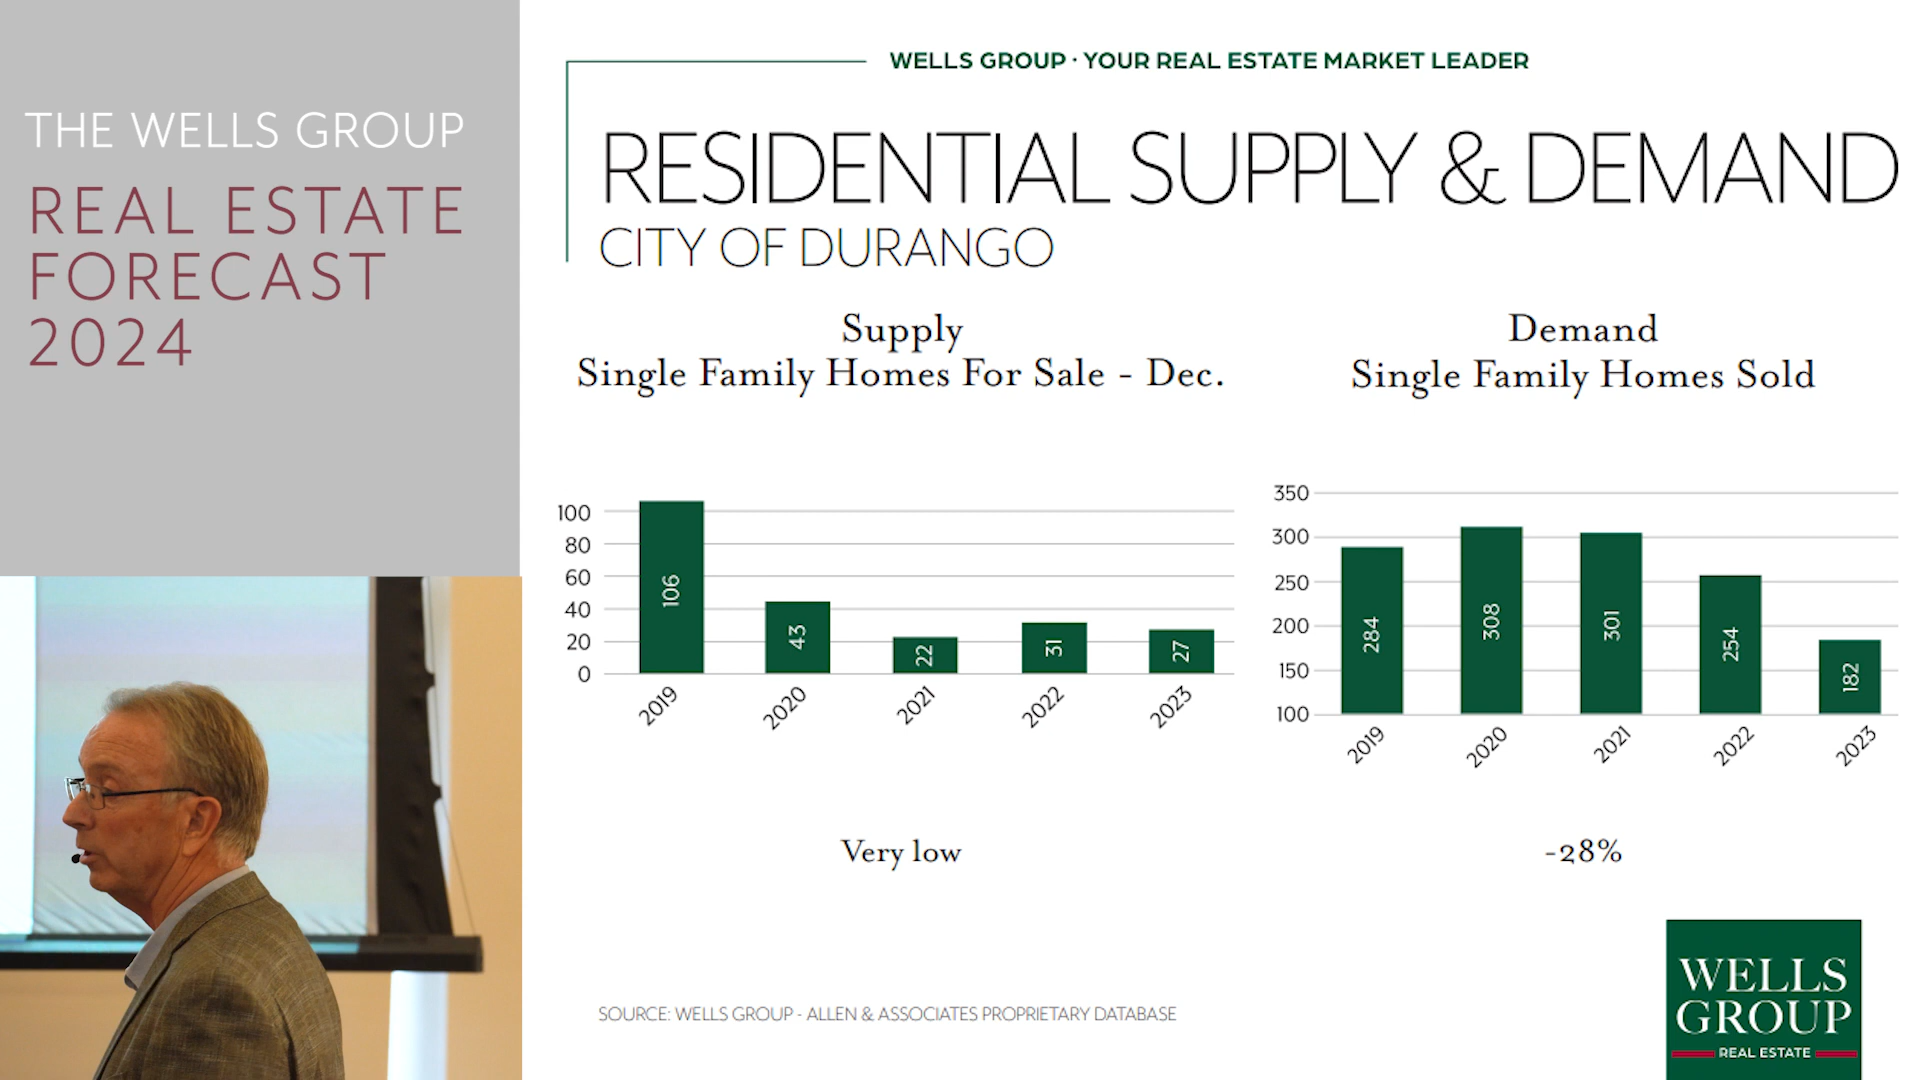 THE WELLS GROUP
REAL ESTATE
FORECAST
2024
WELLS GROUP · YOUR REAL ESTATE MARKET LEADER
RESIDENTIAL SUPPLY & DEMAND
CITY OF DURANGO
Supply
Single Family Homes For Sale - Dec.
100
80
60
40
20
0
106
43
22
31
27
2019
2020
2021
2022
2023
Very low
Demand
Single Family Homes Sold
350
300
250
200
150
100
284
308
301
254
182
2019
2020
2021
2022
2023
-28%
SOURCE: WELLS GROUP - ALLEN & ASSOCIATES PROPRIETARY DATABASE
WELLS
GROUP
REAL ESTATE